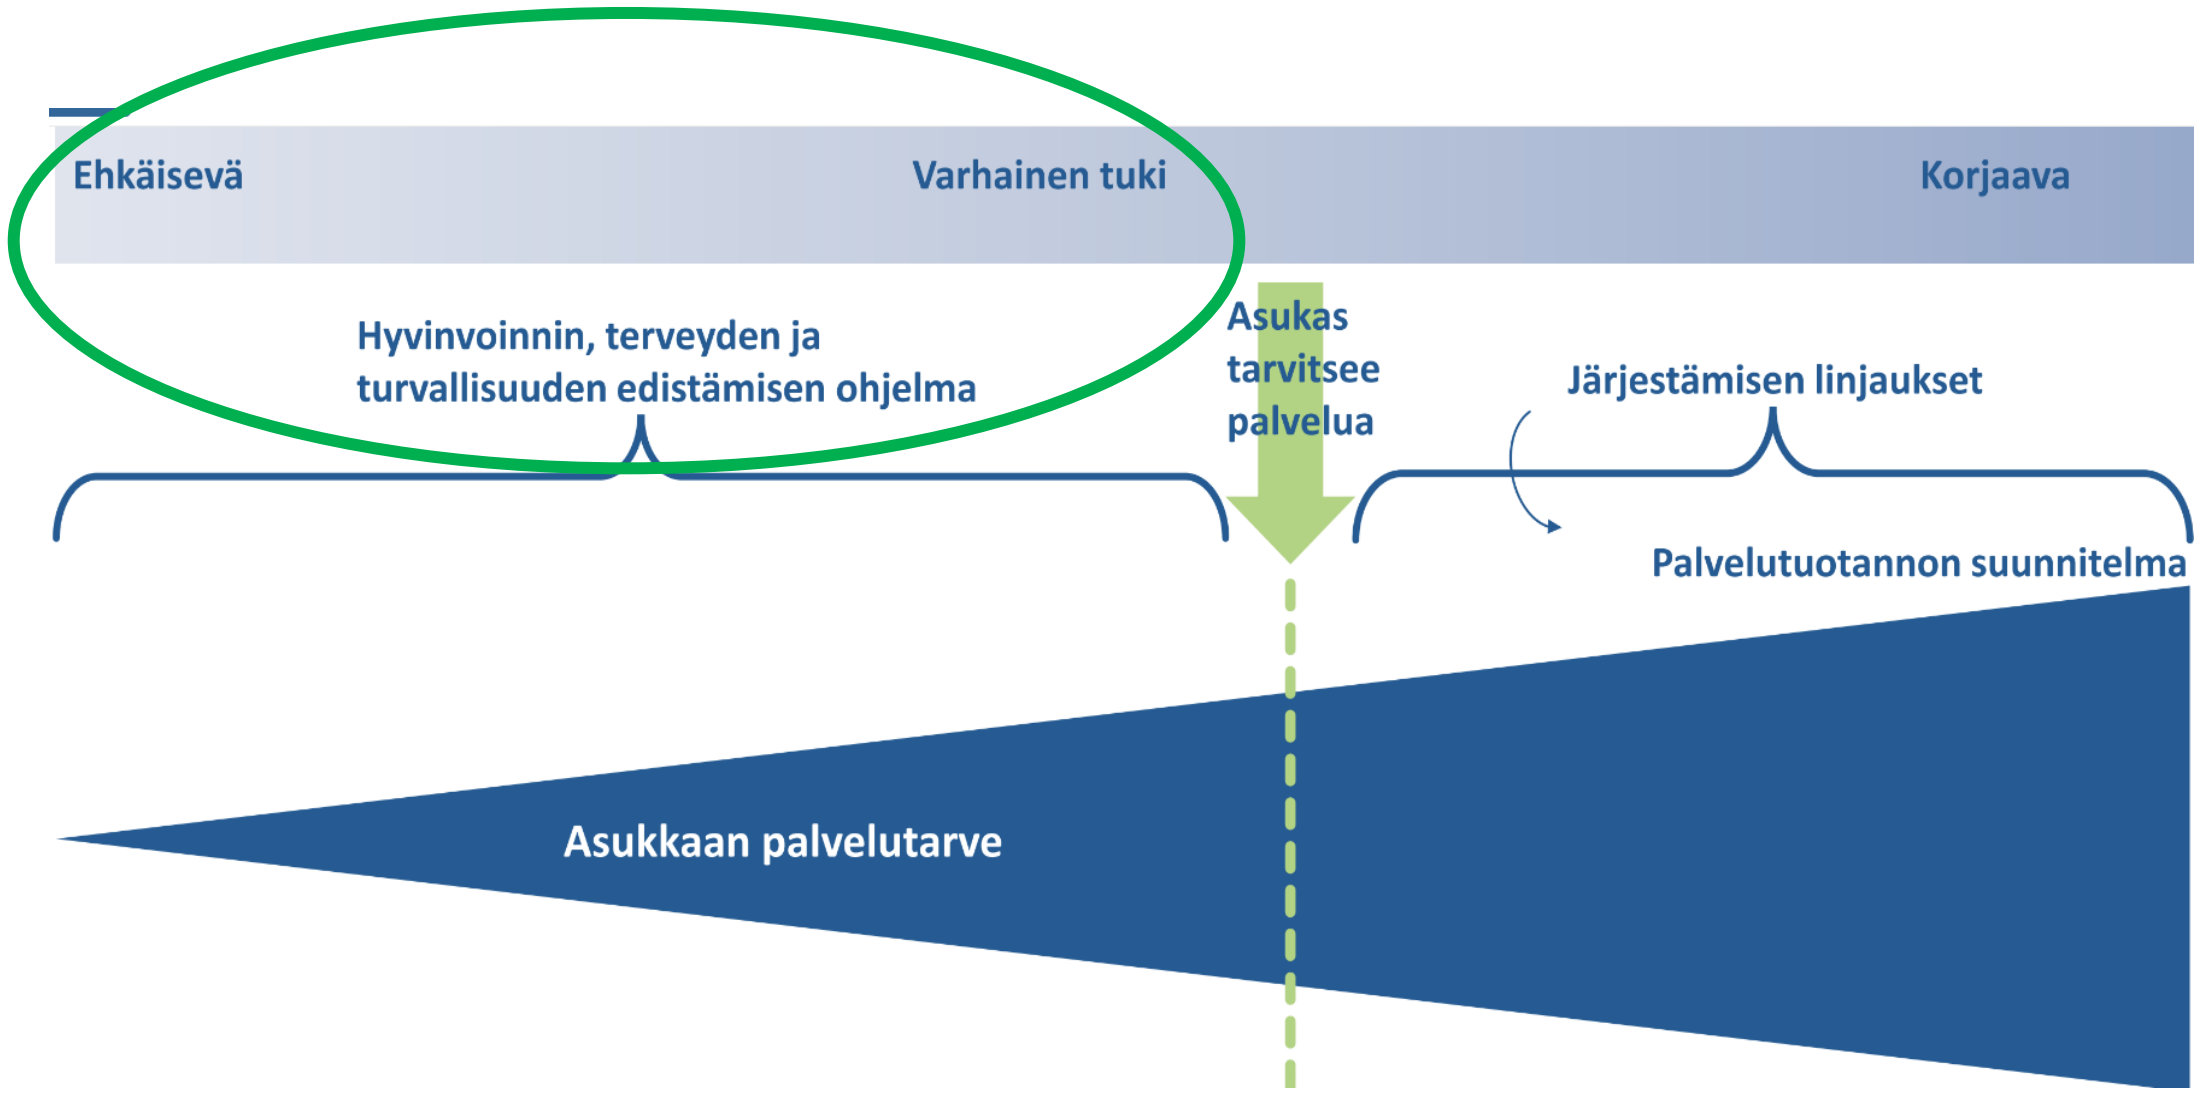 Ehkäisevä
Varhainen tuki
Korjaava
Hyvinvoinnin, terveyden ja
turvallisuuden edistämisen ohjelma
Asukas
tarvitsee
palvelua
Järjestämisen linjaukset
Palvelutuotannon suunnitelma
Asukkaan palvelutarve